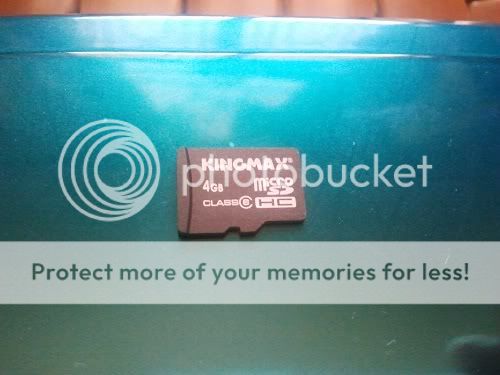 KINGMAX®
photobucket
4GB
micro
SD
CLASS 6 HC
Protect more of your memories for less!